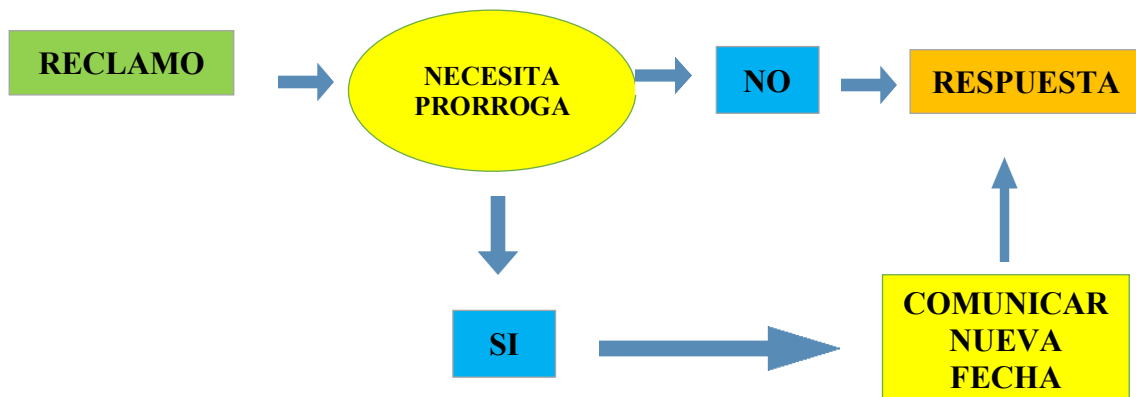 RECLAMO
NECESITA
PRORROGA
NO
RESPUESTA
SI
COMUNICAR
NUEVA
FECHA